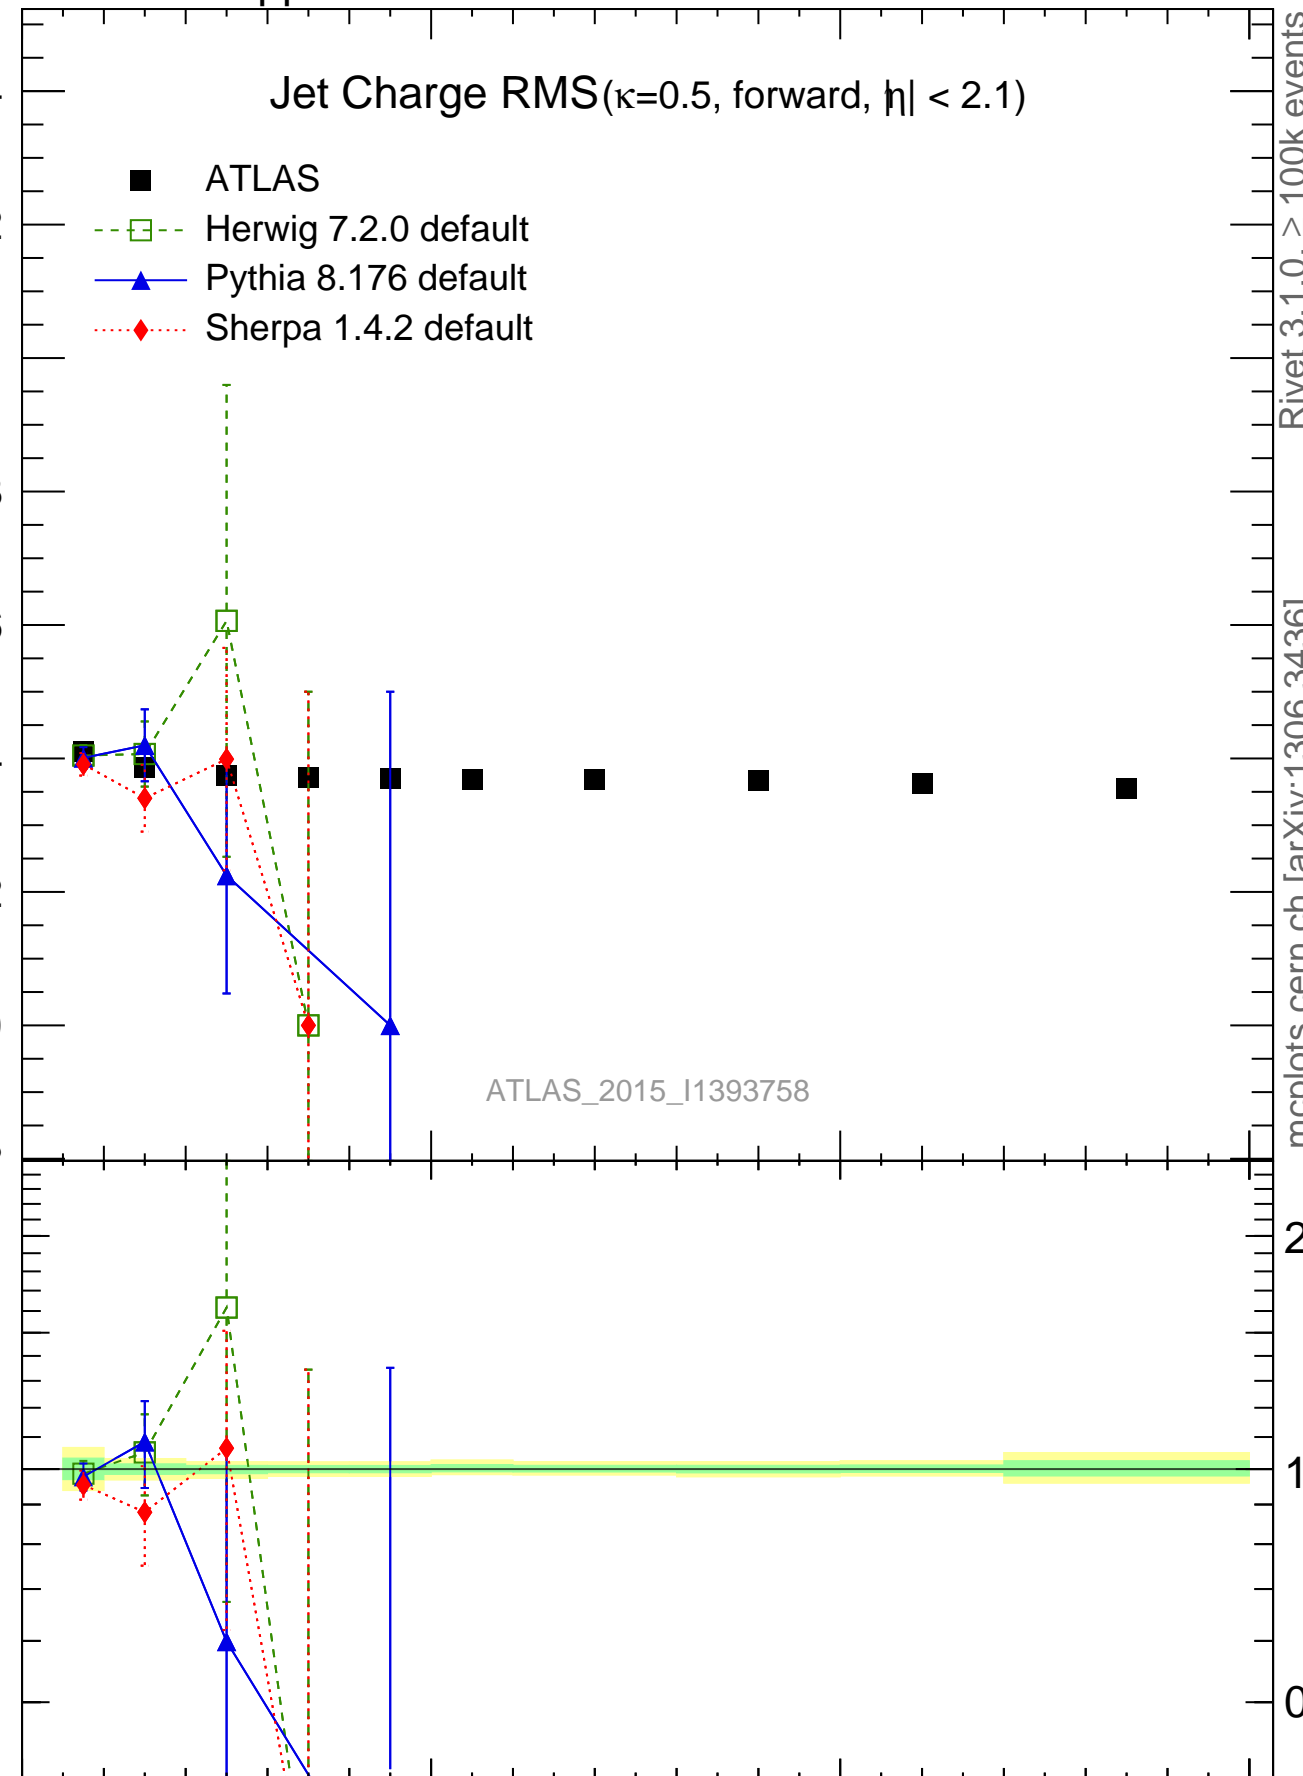 Jet Charge RMS(κ=0.5, forward, |η| < 2.1)
ATLAS
Herwig 7.2.0 default
Pythia 8.176 default
Sherpa 1.4.2 default
ATLAS_2015_I1393758
2
1
0
Rivet 3.1.0, > 100k events
mcplots.cern.ch [arXiv:1306.3436]